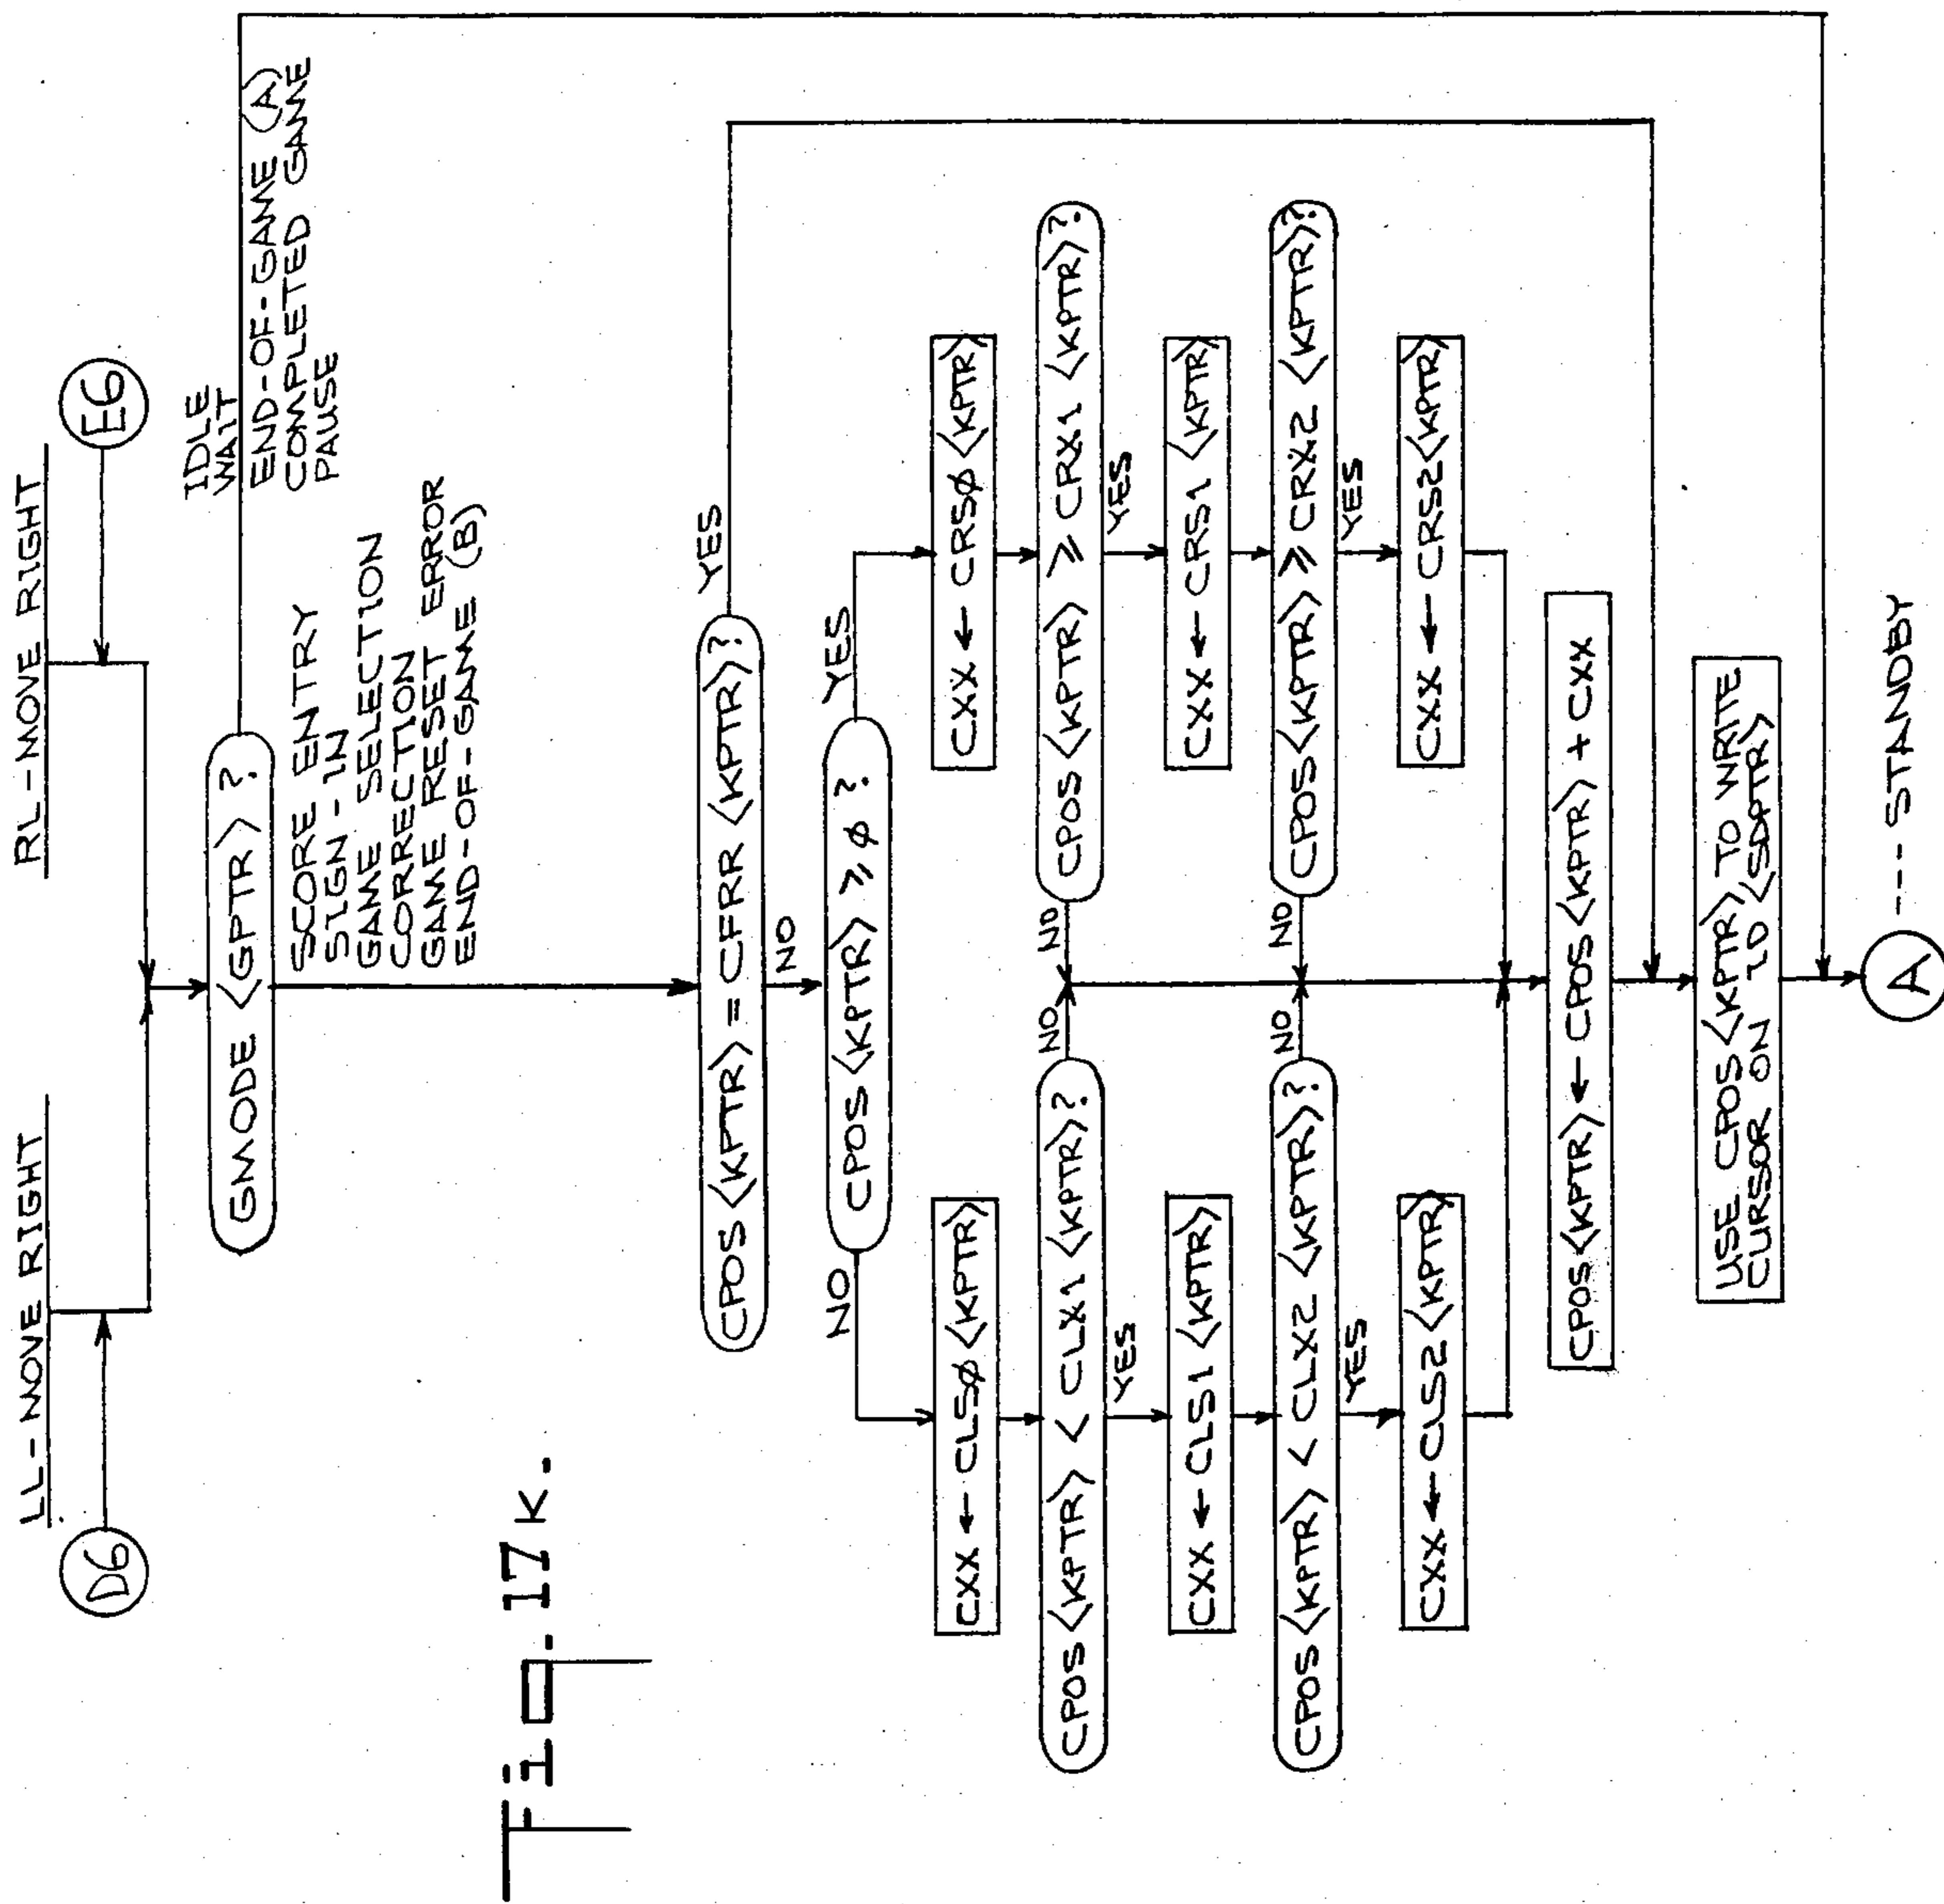 LL-MOVE RIGHT
RL-MOVE RIGHT
D6
E6
GMODE <GPTR> ?
IDLE
WAIT
END-OF-GAME (A)
COMPLETED GAME
PAUSE
SCORE ENTRY
SIGN-IN
GAME SELECTION
CORRECTION
GAME RESET ERROR
END-OF-GAME (B)
Fig. 17K.
CPOS<KPTR> = CFRR <KPTR>?
YES
NO
CPOS <KPTR> ⩾ ϕ ?
NO
YES
CXX ← CLSϕ<KPTR>
CXX ← CRSϕ<KPTR>
CPOS<KPTR> < CLX1 <KPTR>?
NO
NO
CPOS<KPTR> ⩾ CRX1 <KPTR>?
YES
YES
CXX ← CLS1 <KPTR>
CXX ← CRS1 <KPTR>
CPOS<KPTR> < CLX2 <KPTR>?
NO
NO
CPOS<KPTR> ⩾ CRX2 <KPTR>?
YES
YES
CXX ← CLS2<KPTR>
CXX ← CRS2<KPTR>
CPOS<KPTR> ← CPOS<KPTR> + CXX
USE CPOS<KPTR> TO WRITE
CURSOR ON ID <SDPTR>
A ---STANDBY